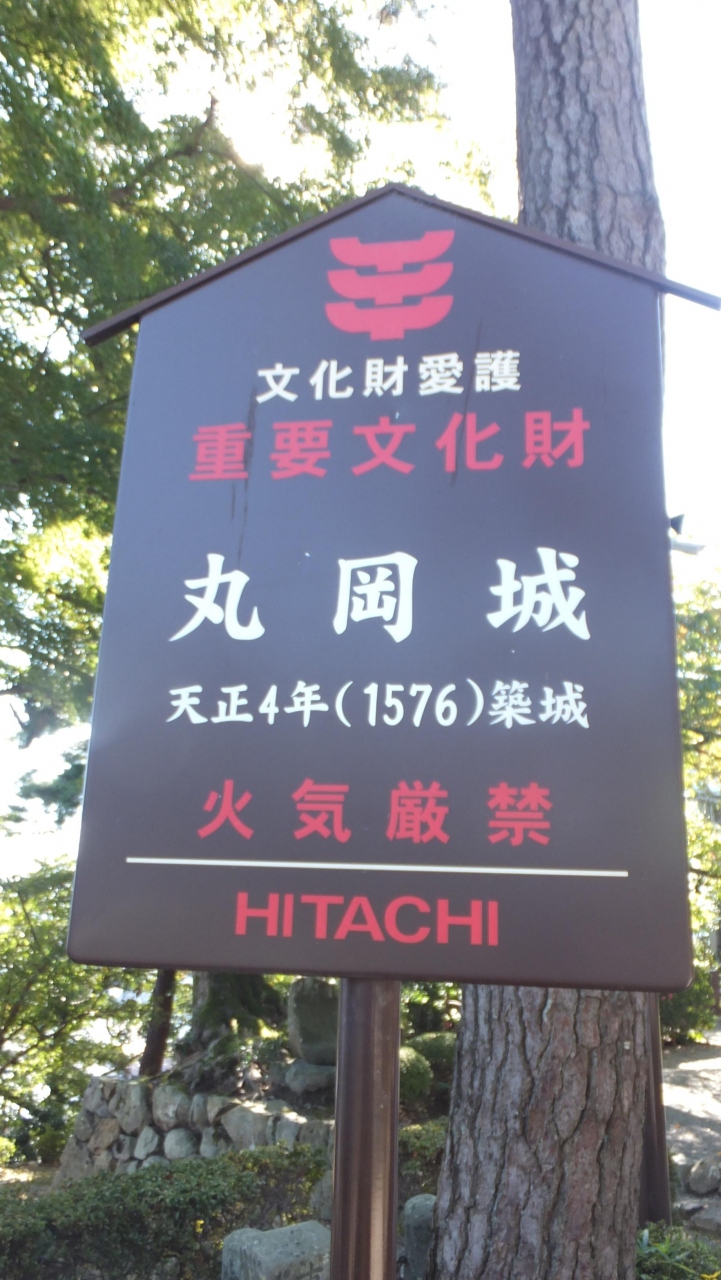 文化財愛護
重要文化財
丸岡城
天正4年(1576)築城
火気厳禁
HITACHI